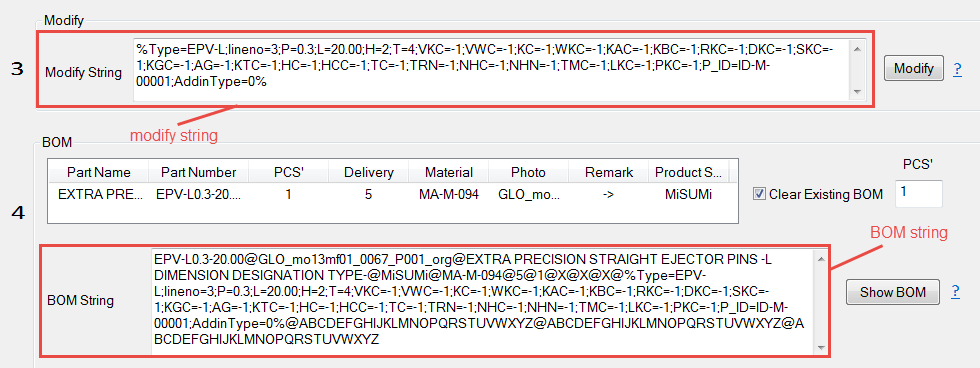 Modify
3
Modify String
%Type=EPV-L;lineno=3;P=0.3;L=20.00;H=2;T=4;VKC=-1;VWC=-1;KC=-1;WKC=-1;KAC=-1;KBC=-1;RKC=-1;DKC=-1;SKC=-
1;KGC=-1;AG=-1;KTC=-1;HC=-1;HCC=-1;TC=-1;TRN=-1;NHC=-1;NHN=-1;TMC=-1;LKC=-1;PKC=-1;P_ID=ID-M-
00001;AddinType=0%
Modify
?
modify string
BOM
4
Part Name Part Number PCS' Delivery Material Photo Remark Product S...
EXTRA PRE... EPV-L0.3-20.... 1 5 MA-M-094 GLO_mo... -> MiSUMi
Clear Existing BOM
PCS'
1
BOM string
BOM String
EPV-L0.3-20.00@GLO_mo13mf01_0067_P001_org@EXTRA PRECISION STRAIGHT EJECTOR PINS -L
DIMENSION DESIGNATION TYPE-@MiSUMi@MA-M-094@5@1@X@X@X@%Type=EPV-
L;lineno=3;P=0.3;L=20.00;H=2;T=4;VKC=-1;VWC=-1;KC=-1;WKC=-1;KAC=-1;KBC=-1;RKC=-1;DKC=-1;SKC=-
1;KGC=-1;AG=-1;KTC=-1;HC=-1;HCC=-1;TC=-1;TRN=-1;NHC=-1;NHN=-1;TMC=-1;LKC=-1;PKC=-1;P_ID=ID-M-
00001;AddinType=0%@ABCDEFGHIJKLMNOPQRSTUVWXYZ@ABCDEFGHIJKLMNOPQRSTUVWXYZ@A
BCDEFGHIJKLMNOPQRSTUVWXYZ
Show BOM
?